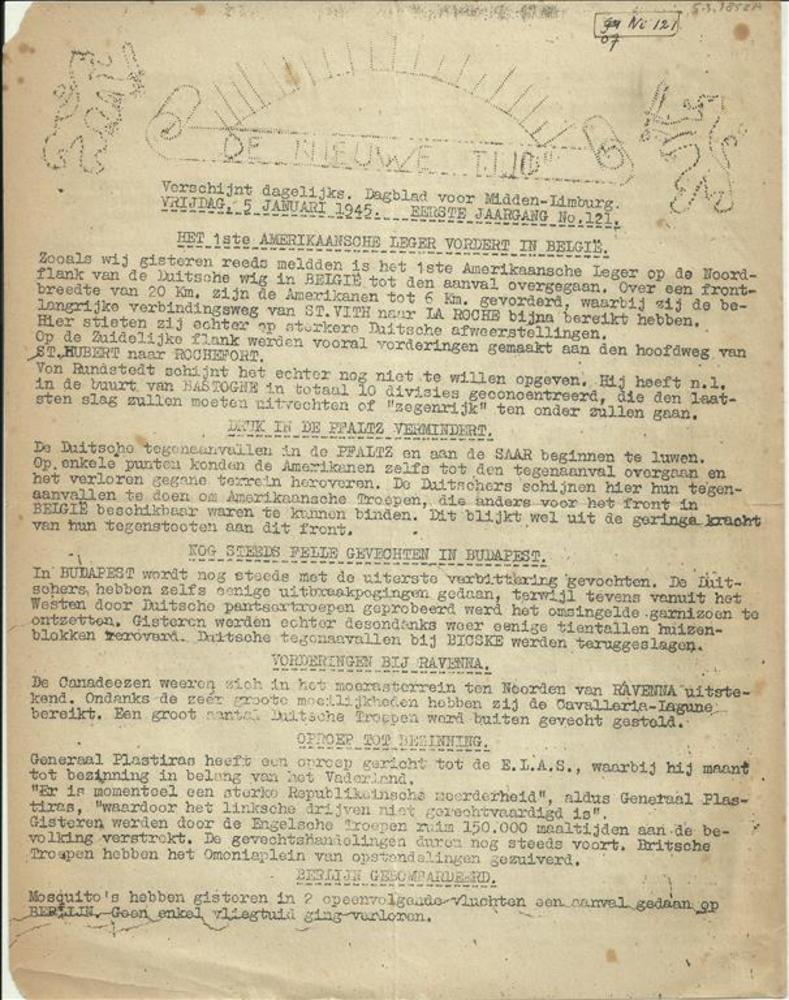 No 121
"DE NIEUWE TIJD"
Verschijnt dagelijks. Dagblad voor Midden-Limburg.
VRIJDAG, 5 JANUARI 1945. EERSTE JAARGANG No.121.
HET 1ste AMERIKAANSCHE LEGER VORDERT IN BELGIË.
Zooals wij gisteren reeds meldden is het 1ste Amerikaansche Leger op de Noord-
flank van de Duitsche wig in BELGIË tot den aanval overgegaan. Over een front-
breedte van 20 Km. zijn de Amerikanen tot 6 Km. gevorderd, waarbij zij de be-
langrijke verbindingsweg van ST.VITH naar LA ROCHE bijna bereikt hebben.
Hier stieten zij echter op sterkere Duitsche afweerstellingen.
Op de Zuidelijke flank werden vooral vorderingen gemaakt aan den hoofdweg van
ST.HUBERT naar ROCHEFORT.
Von Rundstedt schijnt het echter nog niet te willen opgeven. Hij heeft n.l.
in de buurt van BASTOGNE in totaal 10 divisies geconcentreerd, die den laat-
sten slag zullen moeten uitvechten of "zegenrijk" ten onder zullen gaan.
DRUK IN DE PFALTZ VERMINDERT.
De Duitsche tegenaanvallen in de PFALTZ en aan de SAAR beginnen te luwen.
Op enkele punten konden de Amerikanen zelfs tot den tegenaanval overgaan en
het verloren gegane terrein heroveren. De Duitschers schijnen hier hun tegen-
aanvallen te doen om Amerikaansche Troepen, die anders voor het front in
BELGIË beschikbaar waren te kunnen binden. Dit blijkt wel uit de geringe kracht
van hun tegenstooten aan dit front.
NOG STEEDS FELLE GEVECHTEN IN BUDAPEST.
In BUDAPEST wordt nog steeds met de uiterste verbittering gevochten. De Duit-
schers hebben zelfs eenige uitbraakpogingen gedaan, terwijl tevens vanuit het
Westen door Duitsche pantsertroepen geprobeerd werd het omsingelde garnizoen te
ontzetten. Gisteren werden echter desondanks weer eenige tientallen huizen-
blokken heroverd. Duitsche tegenaavallen bij BICSKE werden teruggeslagen.
VORDERINGEN BIJ RAVENNA.
De Canadeezen weeren zich in het moerasterrein ten Noorden van RAVENNA uitste-
kend. Ondanks de zeer groote moeilijkheden hebben zij de Cavalleria-Lagune
bereikt. Een groot aantal Duitsche Troepen werd buiten gevecht gesteld.
OPROEP TOT BEZINNING.
Generaal Plastiras heeft een oproep gericht tot de E.L.A.S., waarbij hij maant
tot bezinning in belang van het Vaderland.
"Er is momenteel een sterke Republikeinsche meerderheid", aldus Generaal Plas-
tiras, "waardoor het linksche drijven niet gerechtvaardigd is".
Gisteren werden door de Engelsche Troepen ruim 150.000 maaltijden aan de be-
volking verstrekt. De gevechtshandelingen duren nog steeds voort. Britsche
Troepen hebben het Omoniaplein van opstandelingen gezuiverd.
BERLIJN GEBOMBARDEERD.
Mosquito's hebben gisteren in 2 opeenvolgende vluchten een aanval gedaan op
BERLIJN. Geen enkel vliegtuid ging verloren.